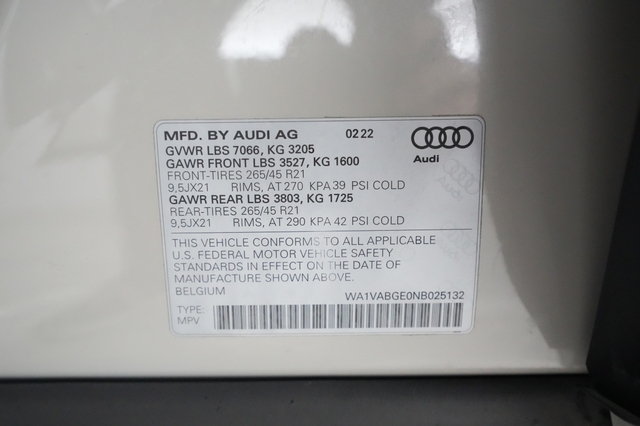 MFD. BY AUDI AG 02 22
GVWR LBS 7066, KG 3205
GAWR FRONT LBS 3527, KG 1600
FRONT-TIRES 265/45 R21
9,5JX21 RIMS, AT 270 KPA 39 PSI COLD
GAWR REAR LBS 3803, KG 1725
REAR-TIRES 265/45 R21
9,5JX21 RIMS, AT 290 KPA 42 PSI COLD
Audi
THIS VEHICLE CONFORMS TO ALL APPLICABLE
U.S. FEDERAL MOTOR VEHICLE SAFETY
STANDARDS IN EFFECT ON THE DATE OF
MANUFACTURE SHOWN ABOVE.
BELGIUM WA1VABGE0NB025132
TYPE:
MPV